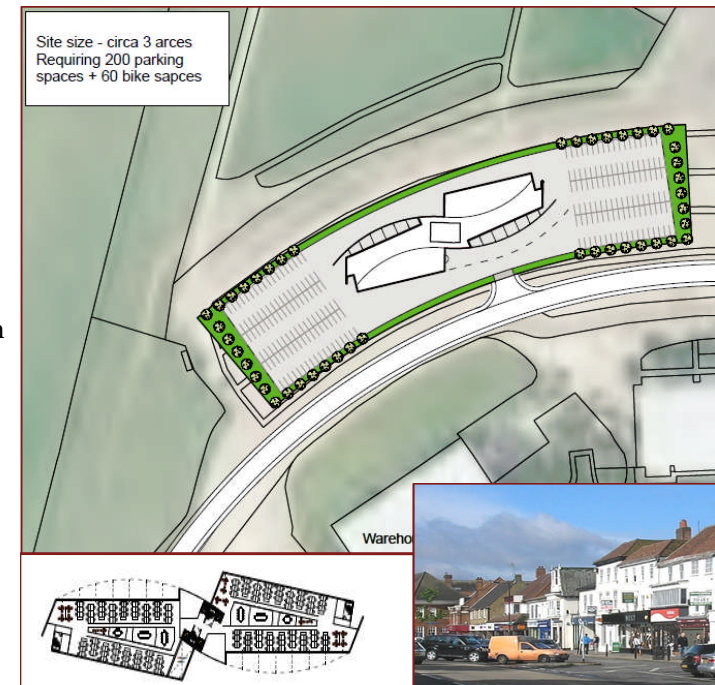 Site size - circa 3 arces
Requiring 200 parking
spaces + 60 bike sapces
Wareho